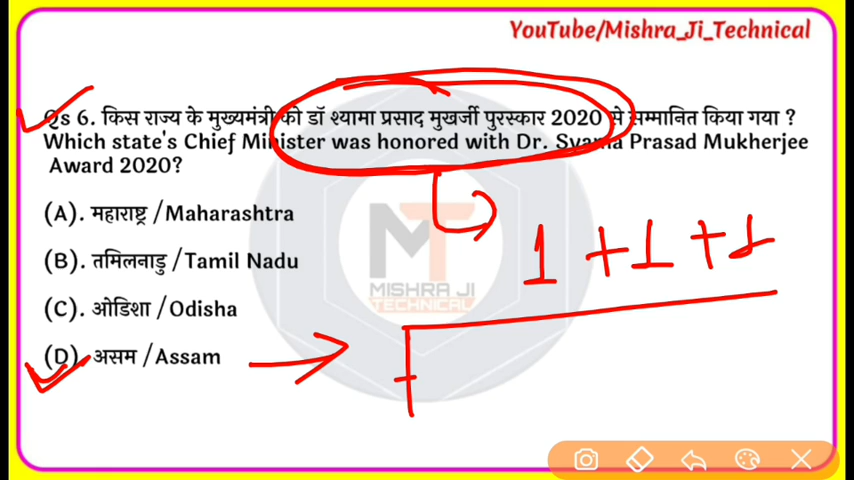 YouTube/Mishra_Ji_Technical
Qs 6. किस राज्य के मुख्यमंत्री को डॉ श्यामा प्रसाद मुखर्जी पुरस्कार 2020 से सम्मानित किया गया ?
Which state's Chief Minister was honored with Dr. Syama Prasad Mukherjee
Award 2020?
(A). महाराष्ट्र /Maharashtra
(B). तमिलनाडु /Tamil Nadu
(C). ओडिशा /Odisha
(D). असम /Assam
1 +1 +1
MT
MISHRA JI
TECHNICAL